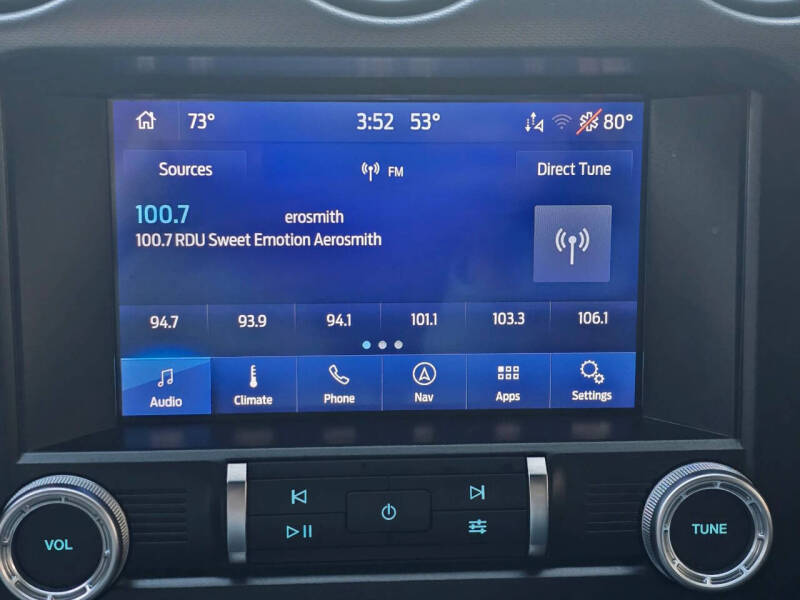 73° 3:52 53° 80°
Sources FM Direct Tune
100.7 erosmith
100.7 RDU Sweet Emotion Aerosmith
94.7 93.9 94.1 101.1 103.3 106.1
Audio Climate Phone Nav Apps Settings
VOL TUNE